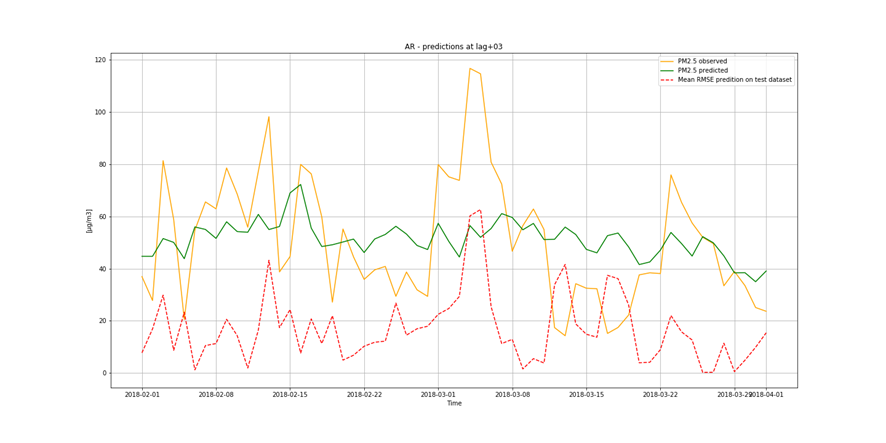 AR - predictions at lag+03
120
100
80
60
40
20
0
[µg/m3]
PM2.5 observed
PM2.5 predicted
Mean RMSE predition on test dataset
2018-02-01
2018-02-08
2018-02-15
2018-02-22
2018-03-01
2018-03-08
2018-03-15
2018-03-22
2018-03-29
2018-04-01
Time